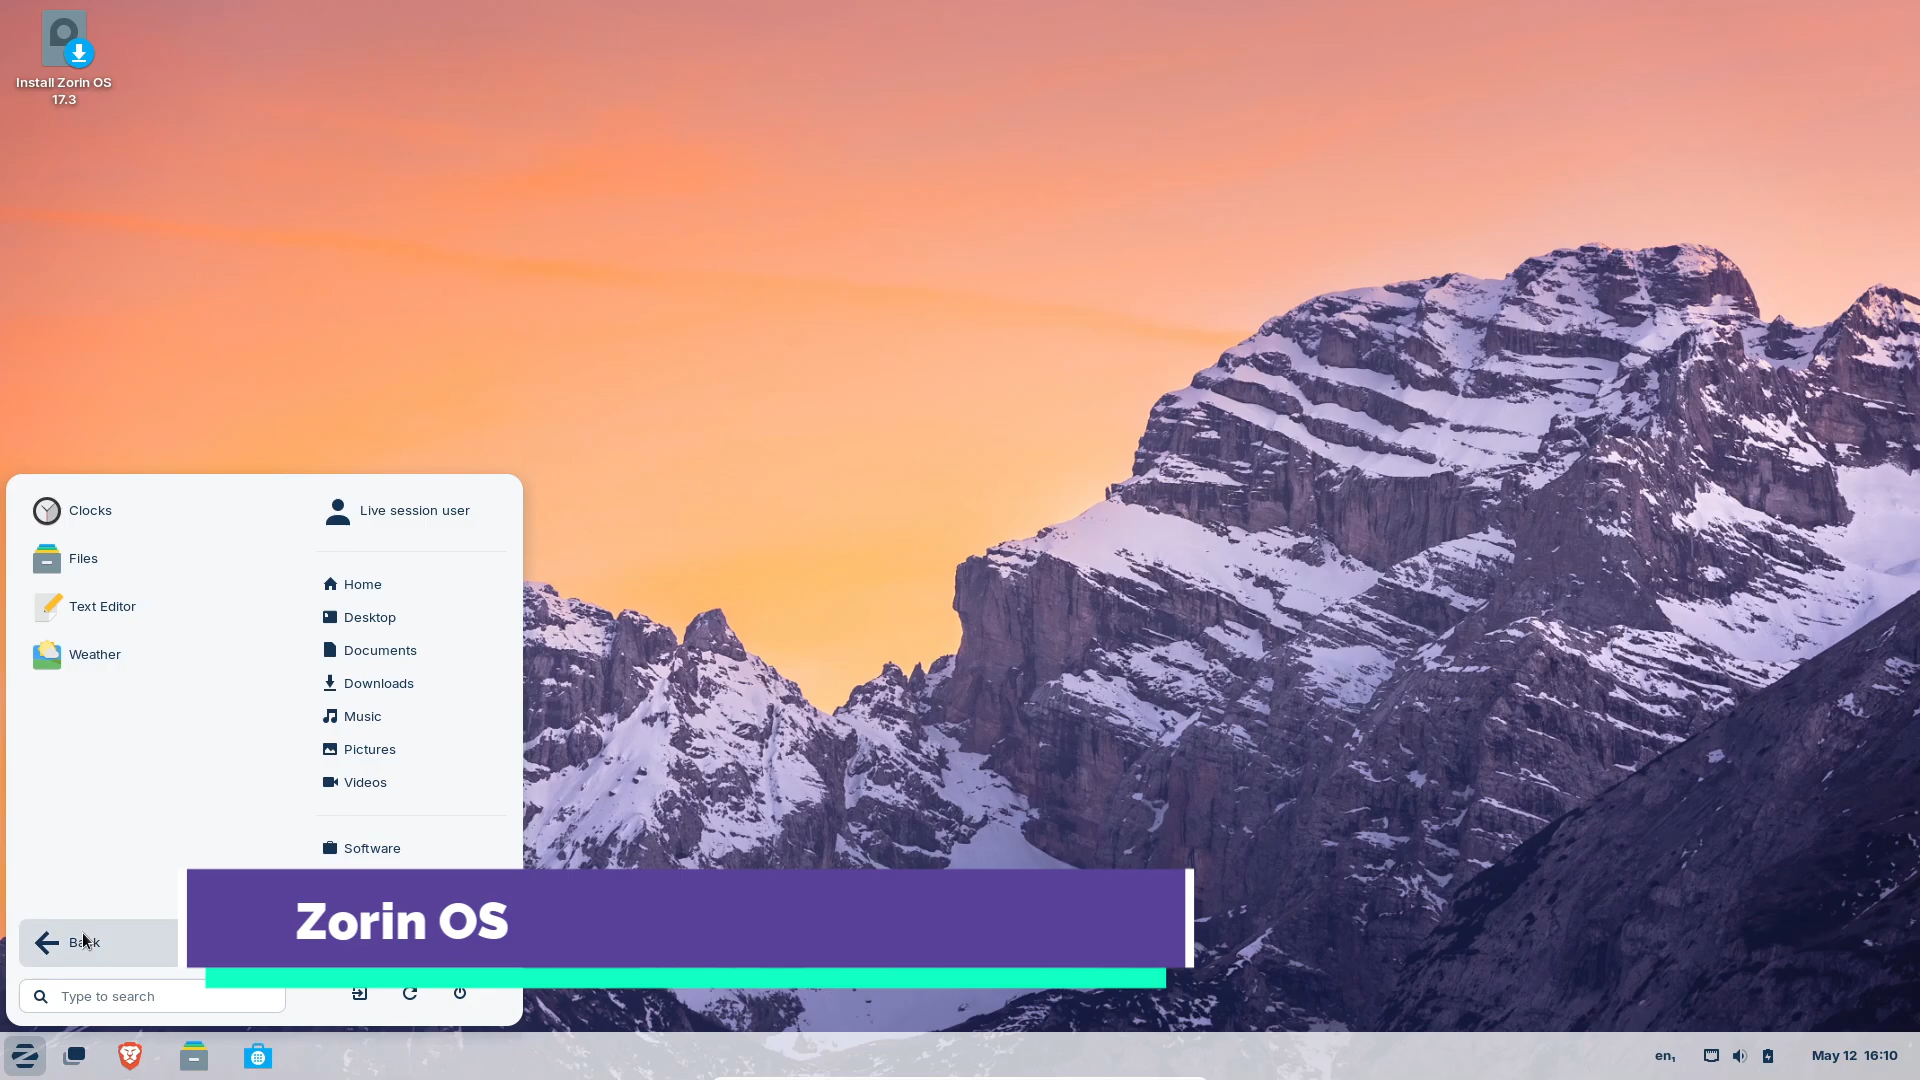 Install Zorin OS
17.3
Clocks
Files
Text Editor
Weather
Back
Type to search
Live session user
Home
Desktop
Documents
Downloads
Music
Pictures
Videos
Software
Zorin OS
en₁
May 12 16:10